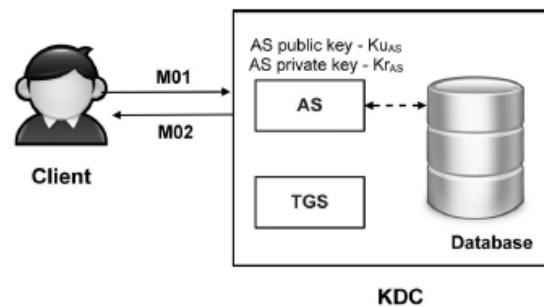 AS public key - KuAS
AS private key - KrAS
M01
AS
M02
Client
TGS
Database
KDC